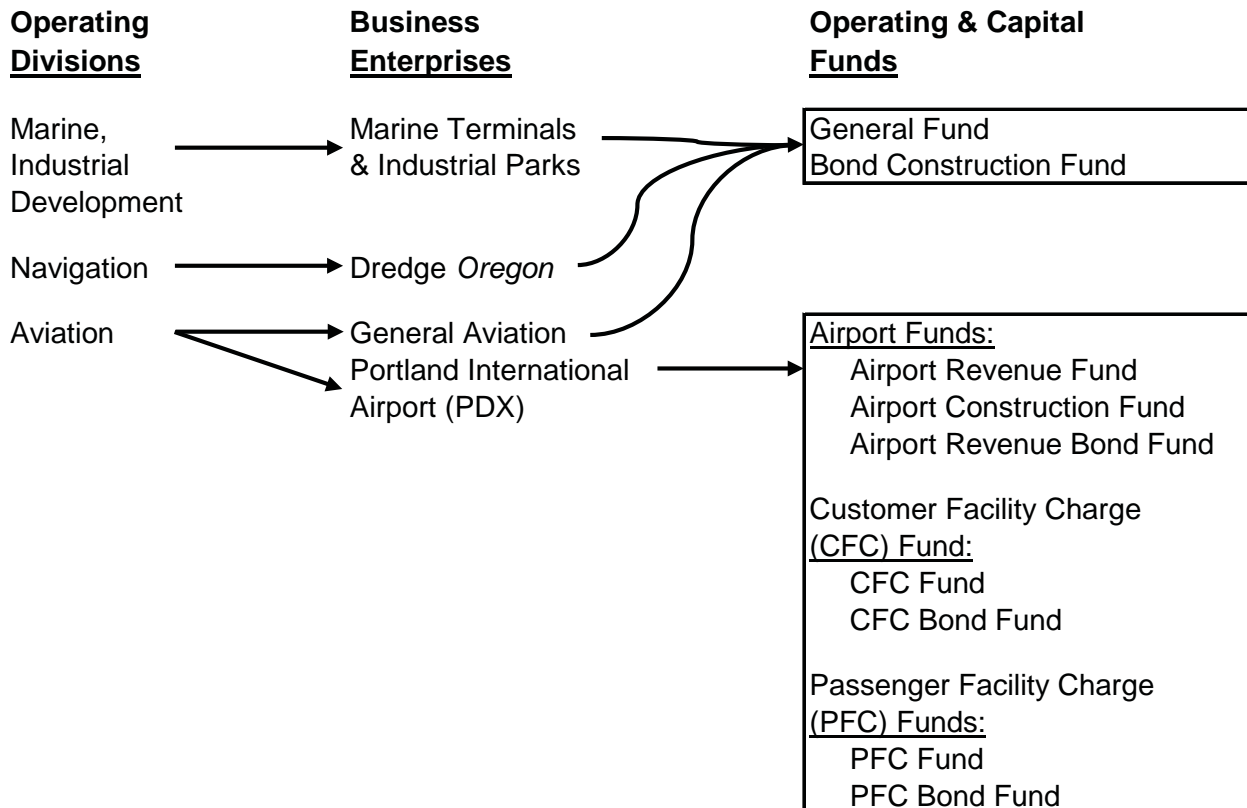 Operating
Divisions
Business
Enterprises
Operating & Capital
Funds
Marine,
Industrial
Development
Marine Terminals
& Industrial Parks
General Fund
Bond Construction Fund
Navigation
Dredge Oregon
Aviation
General Aviation
Portland International
Airport (PDX)
Airport Funds:
Airport Revenue Fund
Airport Construction Fund
Airport Revenue Bond Fund
Customer Facility Charge
(CFC) Fund:
CFC Fund
CFC Bond Fund
Passenger Facility Charge
(PFC) Funds:
PFC Fund
PFC Bond Fund